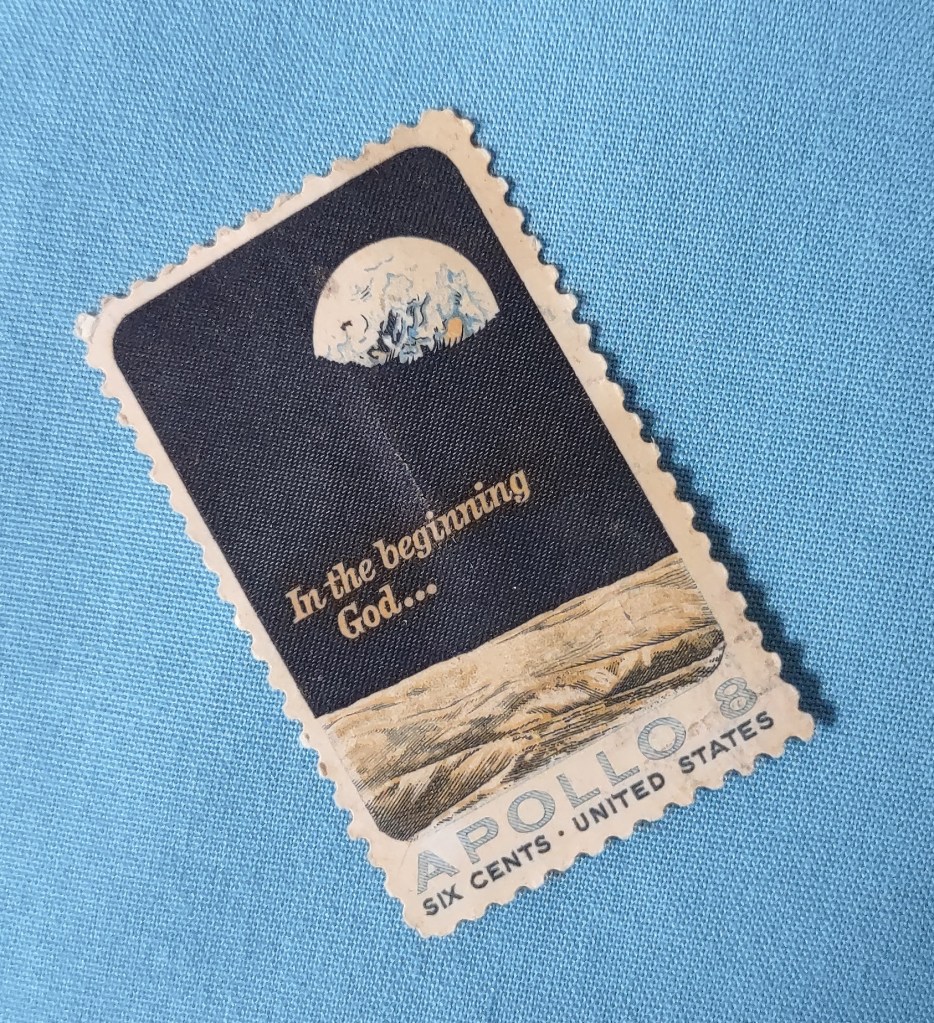 In the beginning
God...
APOLLO 8
SIX CENTS · UNITED STATES